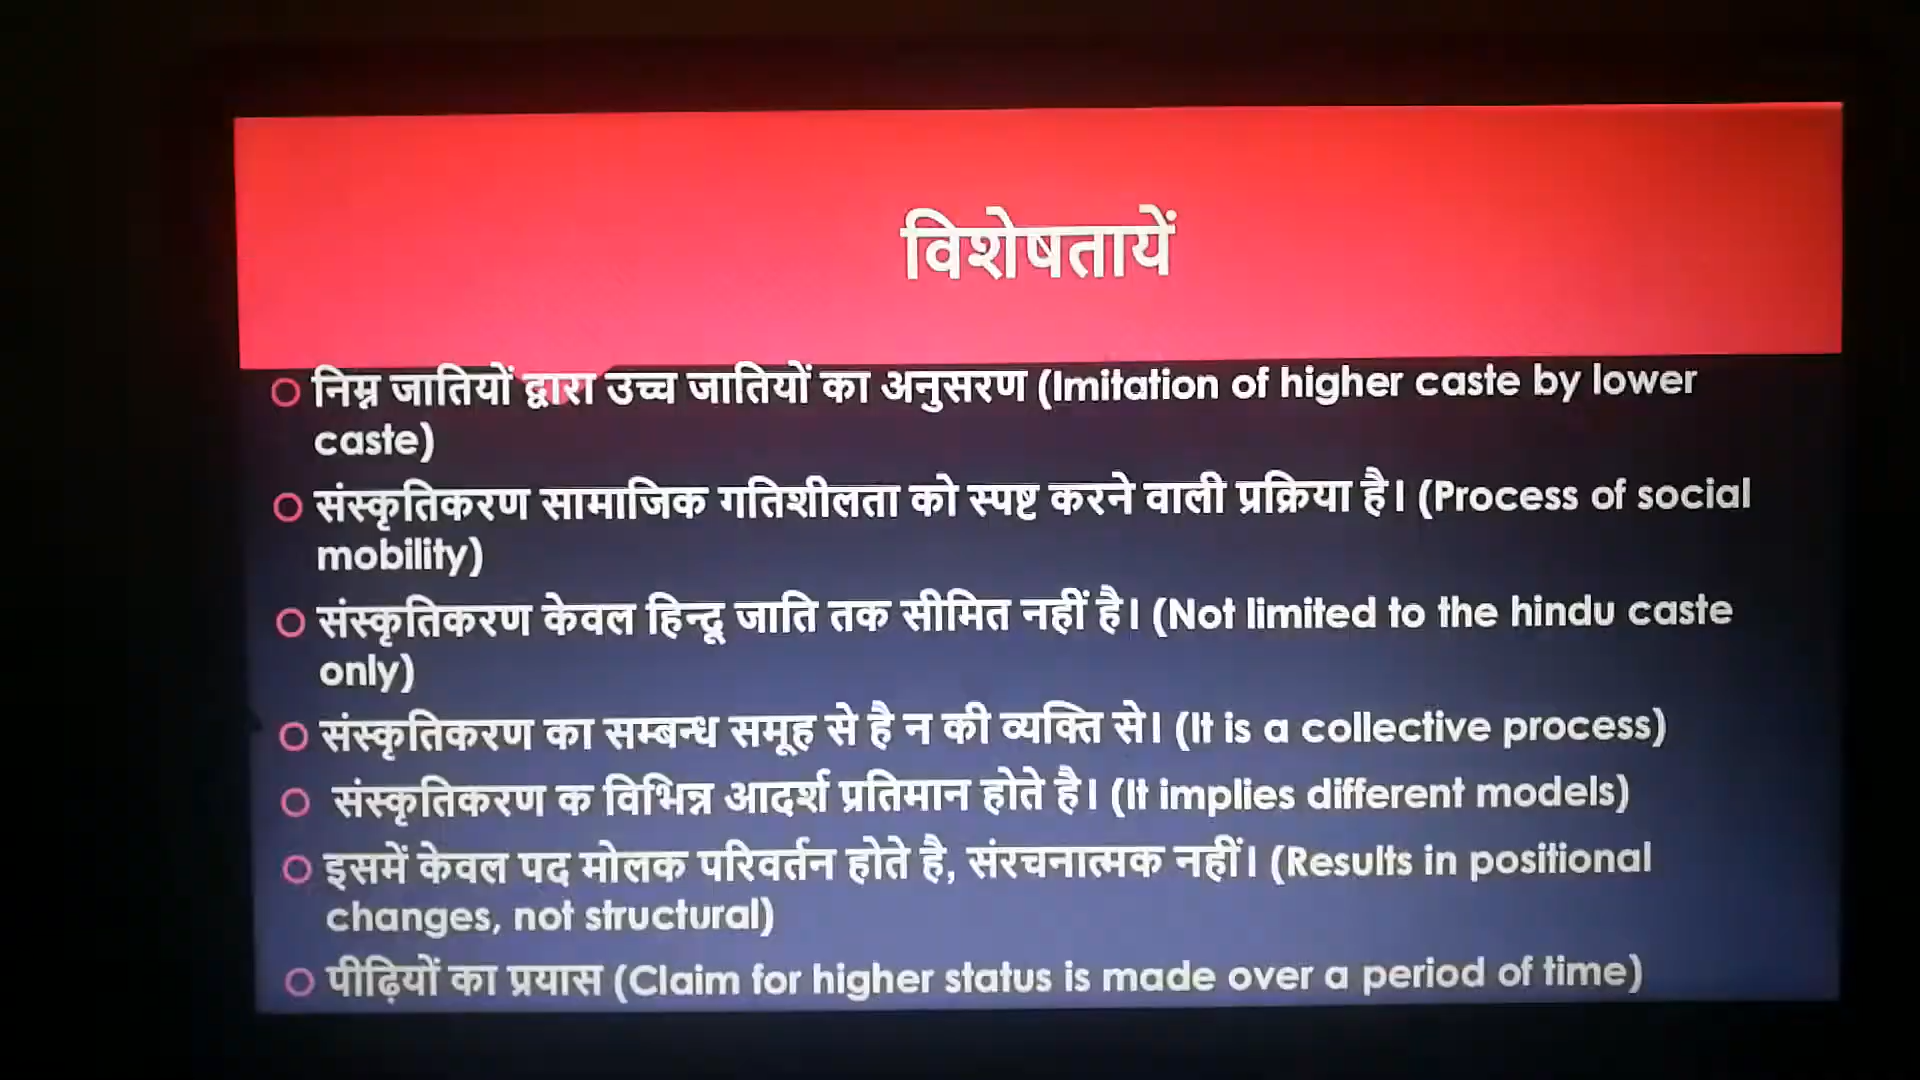 विशेषतायें
निम्न जातियों द्वारा उच्च जातियों का अनुसरण (Imitation of higher caste by lower
caste)
संस्कृतिकरण सामाजिक गतिशीलता को स्पष्ट करने वाली प्रक्रिया है। (Process of social
mobility)
संस्कृतिकरण केवल हिन्दू जाति तक सीमित नहीं है। (Not limited to the hindu caste
only)
संस्कृतिकरण का सम्बन्ध समूह से है न की व्यक्ति से। (It is a collective process)
संस्कृतिकरण क विभिन्न आदर्श प्रतिमान होते है। (It implies different models)
इसमें केवल पद मोलक परिवर्तन होते है, संरचनात्मक नहीं। (Results in positional
changes, not structural)
पीढ़ियों का प्रयास (Claim for higher status is made over a period of time)